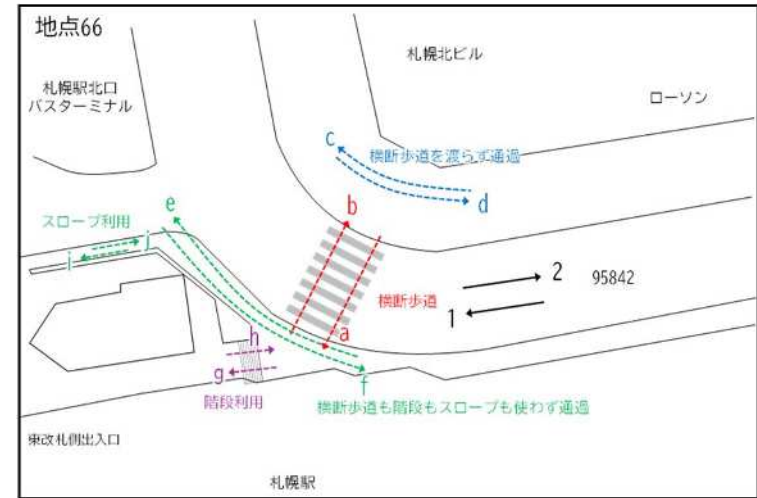 地点66
札幌北ビル
札幌駅北口
バスターミナル
ローソン
c
横断歩道を渡らず通過
d
e
b
スロープ利用
j
i
2
95842
横断歩道
1
a
h
g
f
階段利用
横断歩道も階段もスロープも使わず通過
東改札側出入口
札幌駅